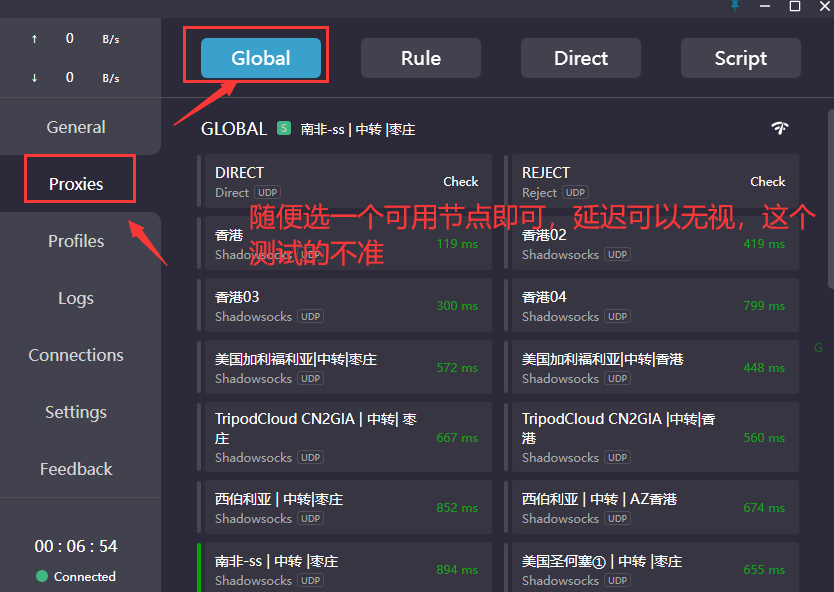 ↑ 0 B/s
↓ 0 B/s
General
Proxies
Profiles
Logs
Connections
Settings
Feedback
00 : 06 : 54
Connected
Global Rule Direct Script
GLOBAL S 南非-ss | 中转 |枣庄
DIRECT
Direct UDP
Check
REJECT
Reject UDP
Check
随便选一个可用节点即可，延迟可以无视，这个
测试的不准
香港
Shadowsocks UDP
119 ms
香港02
Shadowsocks UDP
419 ms
香港03
Shadowsocks UDP
300 ms
香港04
Shadowsocks UDP
799 ms
美国加利福利亚|中转|枣庄
Shadowsocks UDP
572 ms
美国加利福利亚|中转|香港
Shadowsocks UDP
448 ms
TripodCloud CN2GIA | 中转| 枣
庄
Shadowsocks UDP
667 ms
TripodCloud CN2GIA |中转|香
港
Shadowsocks UDP
560 ms
西伯利亚 | 中转|枣庄
Shadowsocks UDP
852 ms
西伯利亚 | 中转 | AZ香港
Shadowsocks UDP
674 ms
南非-ss | 中转 |枣庄
Shadowsocks UDP
894 ms
美国圣何塞① | 中转 |枣庄
Shadowsocks UDP
655 ms
G